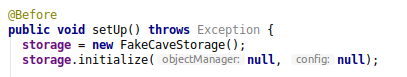 @Before
public void setUp() throws Exception {
storage = new FakeCaveStorage();
storage.initialize( objectManager: null, config: null);